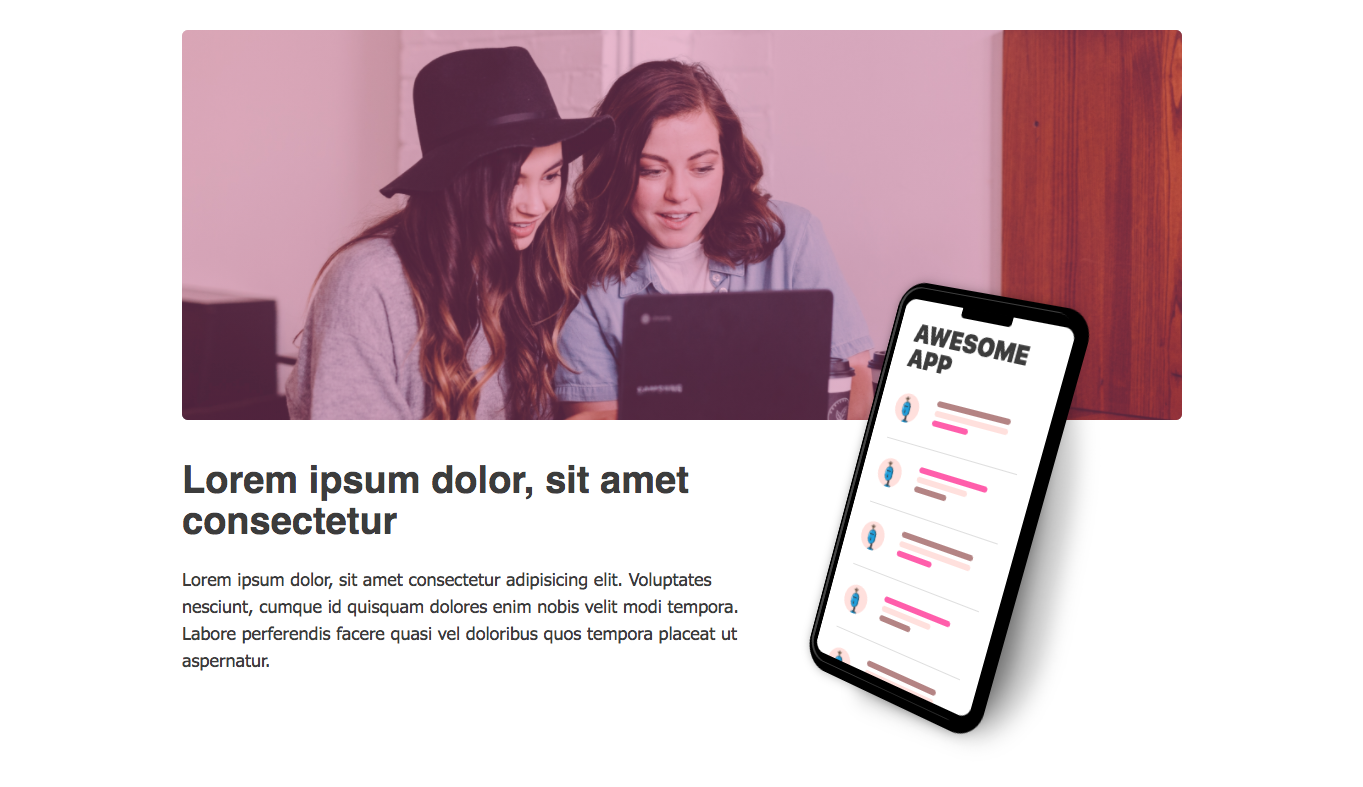 AWESOME
APP
Lorem ipsum dolor, sit amet
consectetur
Lorem ipsum dolor, sit amet consectetur adipisicing elit. Voluptates
nesciunt, cumque id quisquam dolores enim nobis velit modi tempora.
Labore perferendis facere quasi vel doloribus quos tempora placeat ut
aspernatur.